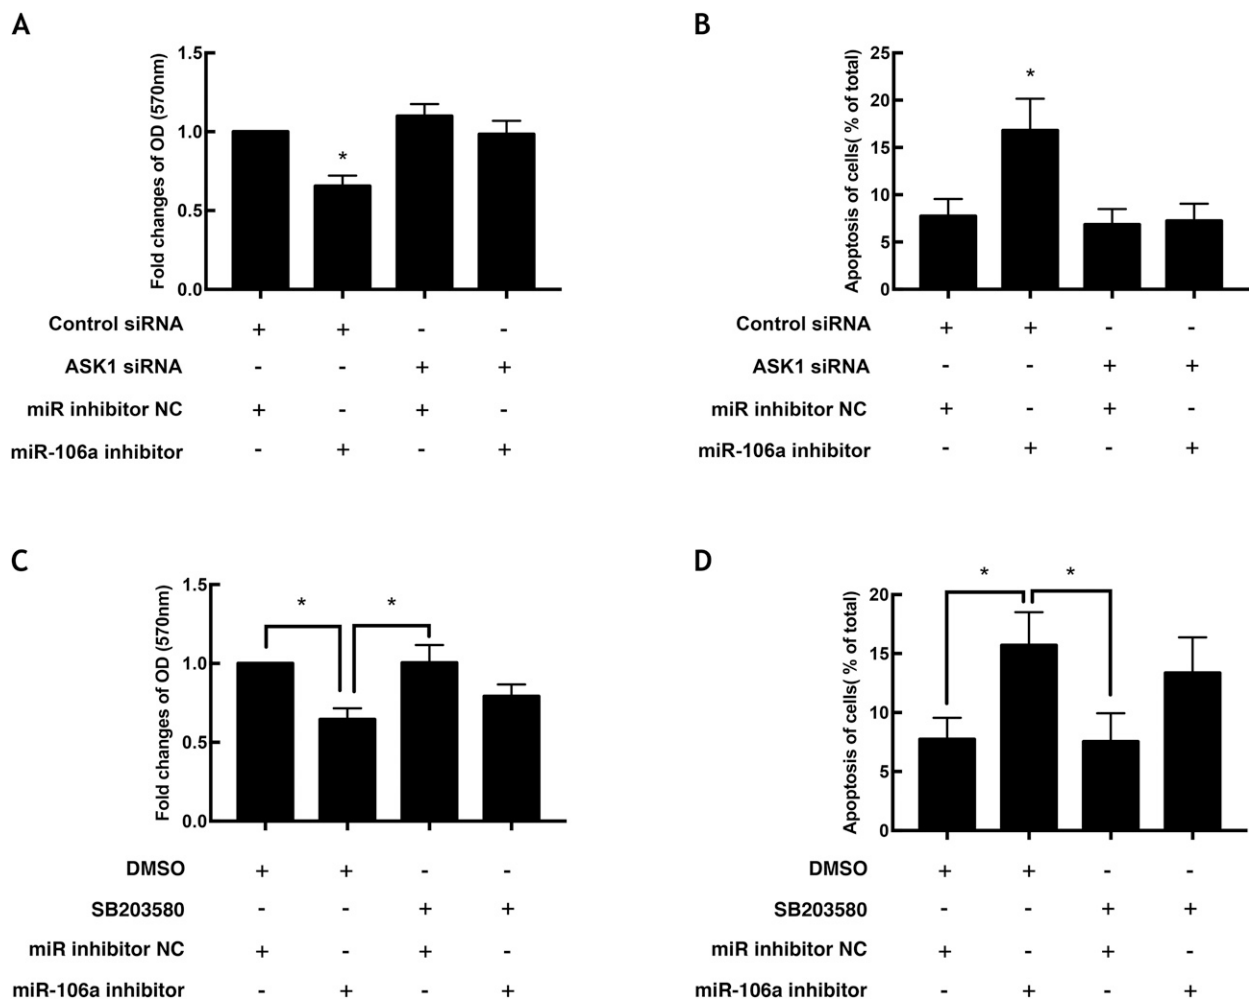 A
Fold changes of OD (570nm)
1.5
1.0
0.5
0.0
*
Control siRNA + + - -
ASK1 siRNA - - + +
miR inhibitor NC + - + -
miR-106a inhibitor - + - +
B
Apoptosis of cells( % of total)
25
20
15
10
5
0
*
Control siRNA + + - -
ASK1 siRNA - - + +
miR inhibitor NC + - + -
miR-106a inhibitor - + - +
C
Fold changes of OD (570nm)
1.5
1.0
0.5
0.0
* *
DMSO + + - -
SB203580 - - + +
miR inhibitor NC + - + -
miR-106a inhibitor - + - +
D
Apoptosis of cells( % of total)
20
15
10
5
0
* *
DMSO + + - -
SB203580 - - + +
miR inhibitor NC + - + -
miR-106a inhibitor - + - +